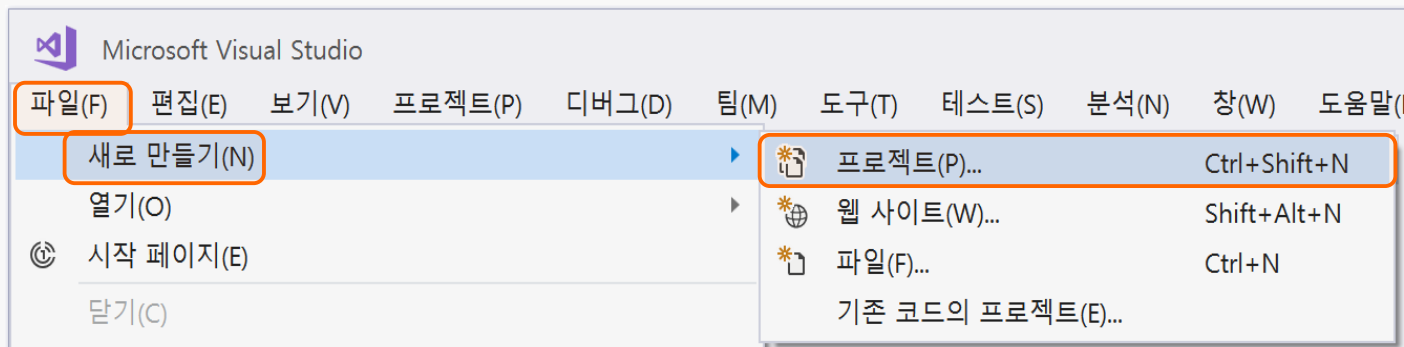 Microsoft Visual Studio
파일(F) 편집(E) 보기(V) 프로젝트(P) 디버그(D) 팀(M) 도구(T) 테스트(S) 분석(N) 창(W) 도움말(
새로 만들기(N)
프로젝트(P)... Ctrl+Shift+N
열기(O)
웹 사이트(W)... Shift+Alt+N
시작 페이지(E)
파일(F)... Ctrl+N
닫기(C)
기존 코드의 프로젝트(E)...